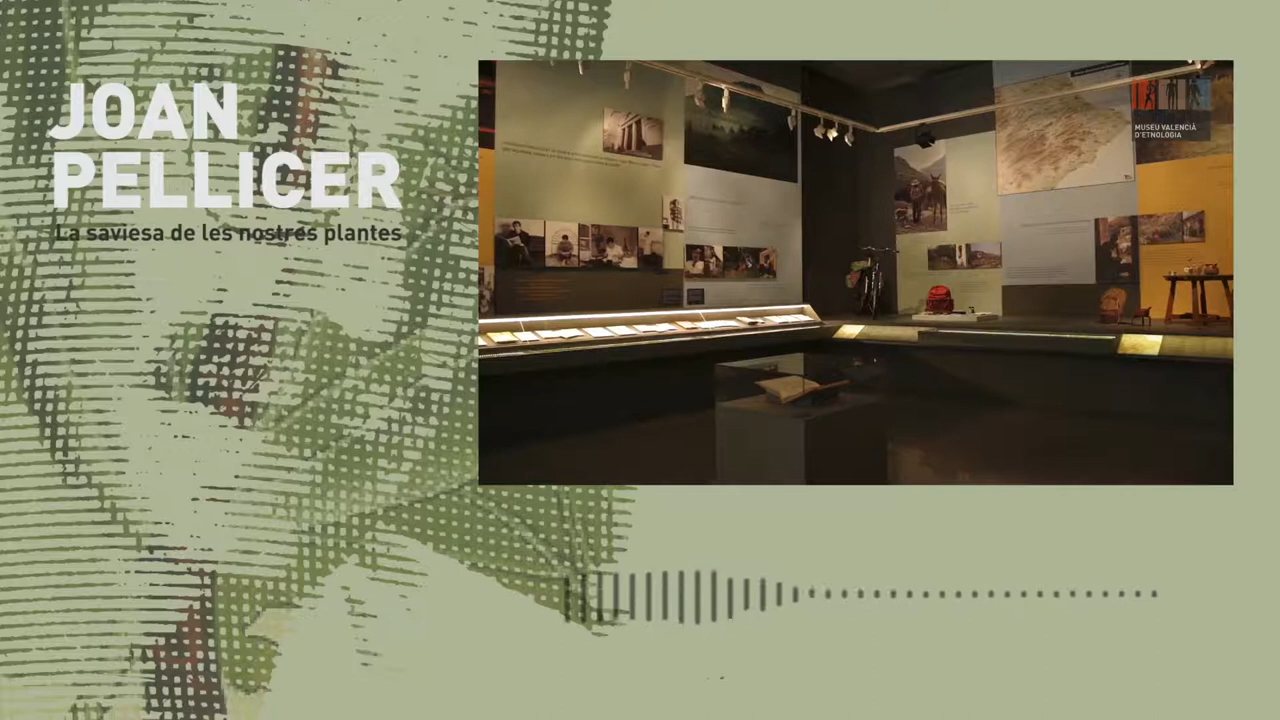 JOAN
PELLICER
La saviesa de les nostres plantes
MUSEU VALENCIÀ
D'ETNOLOGIA